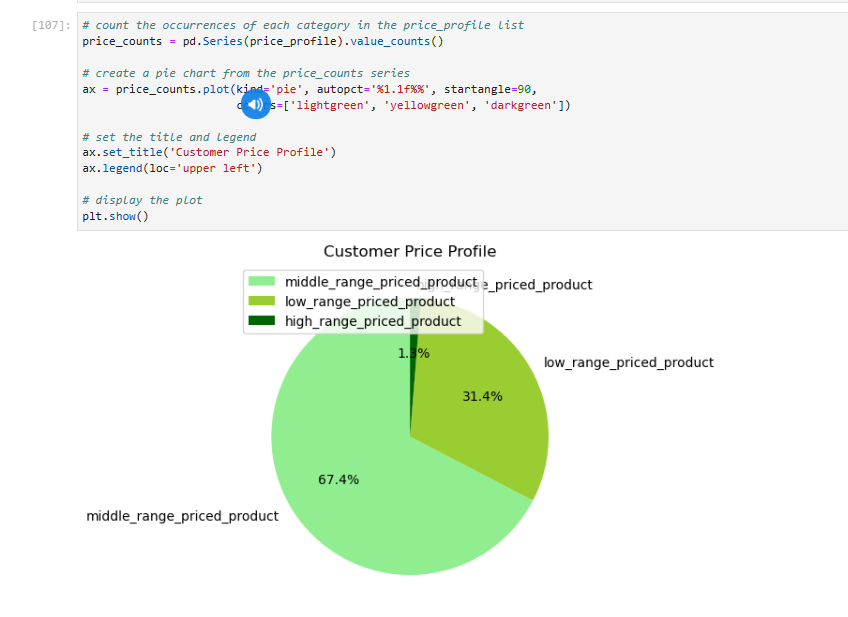 [107]:
# count the occurrences of each category in the price_profile list
price_counts = pd.Series(price_profile).value_counts()
# create a pie chart from the price_counts series
ax = price_counts.plot(kind='pie', autopct='%1.1f%%', startangle=90,
s=['lightgreen', 'yellowgreen', 'darkgreen'])
# set the title and legend
ax.set_title('Customer Price Profile')
ax.legend(loc='upper left')
# display the plot
plt.show()
Customer Price Profile
middle_range_priced_product
low_range_priced_product
high_range_priced_product
high_range_priced_product
1.3%
low_range_priced_product
31.4%
67.4%
middle_range_priced_product